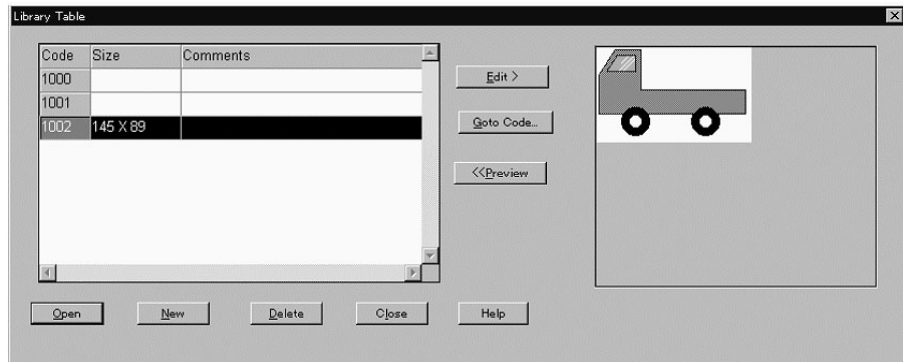 Library Table
Code Size Comments
1000
1001
1002 145 X 89
Edit >
Goto Code...
<<Preview
Open New Delete Close Help